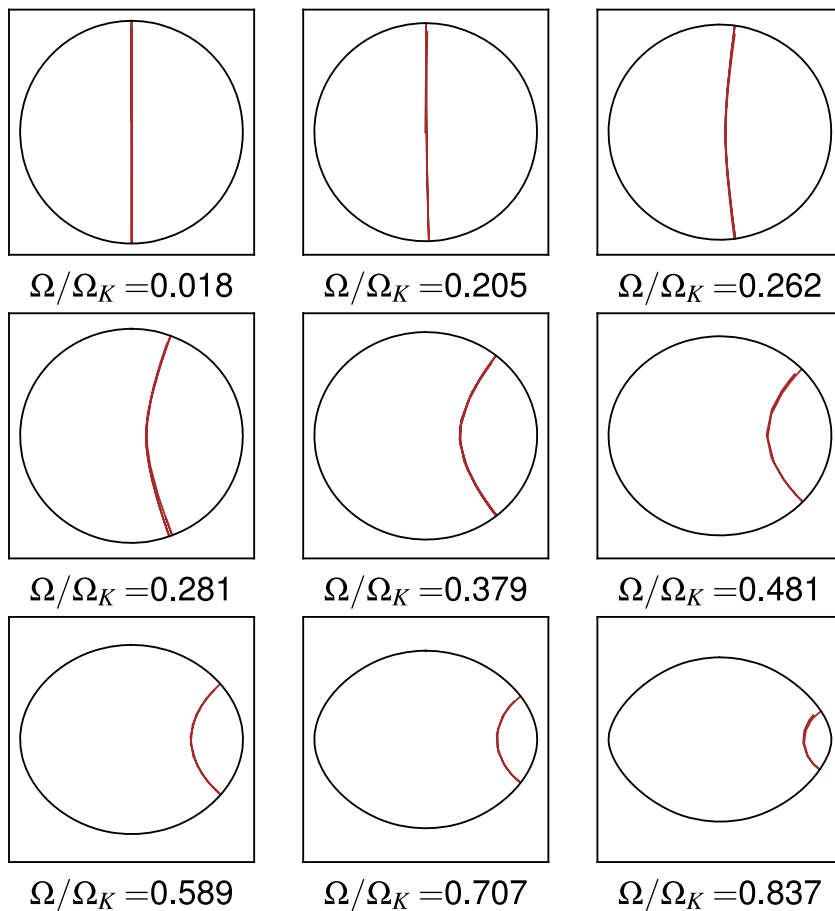 Ω/Ω_K =0.018
Ω/Ω_K =0.205
Ω/Ω_K =0.262
Ω/Ω_K =0.281
Ω/Ω_K =0.379
Ω/Ω_K =0.481
Ω/Ω_K =0.589
Ω/Ω_K =0.707
Ω/Ω_K =0.837